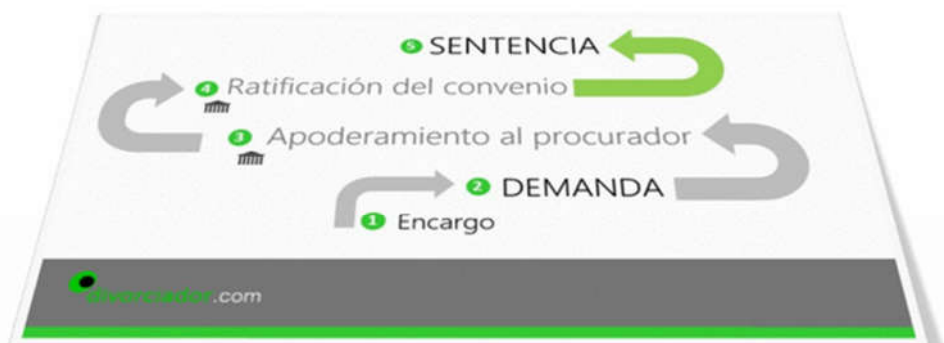 5 SENTENCIA
4 Ratificación del convenio
3 Apoderamiento al procurador
2 DEMANDA
1 Encargo
divorciador.com